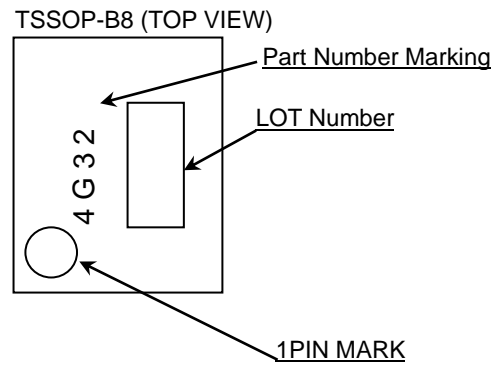 TSSOP-B8 (TOP VIEW)
Part Number Marking
LOT Number
4G32
1PIN MARK